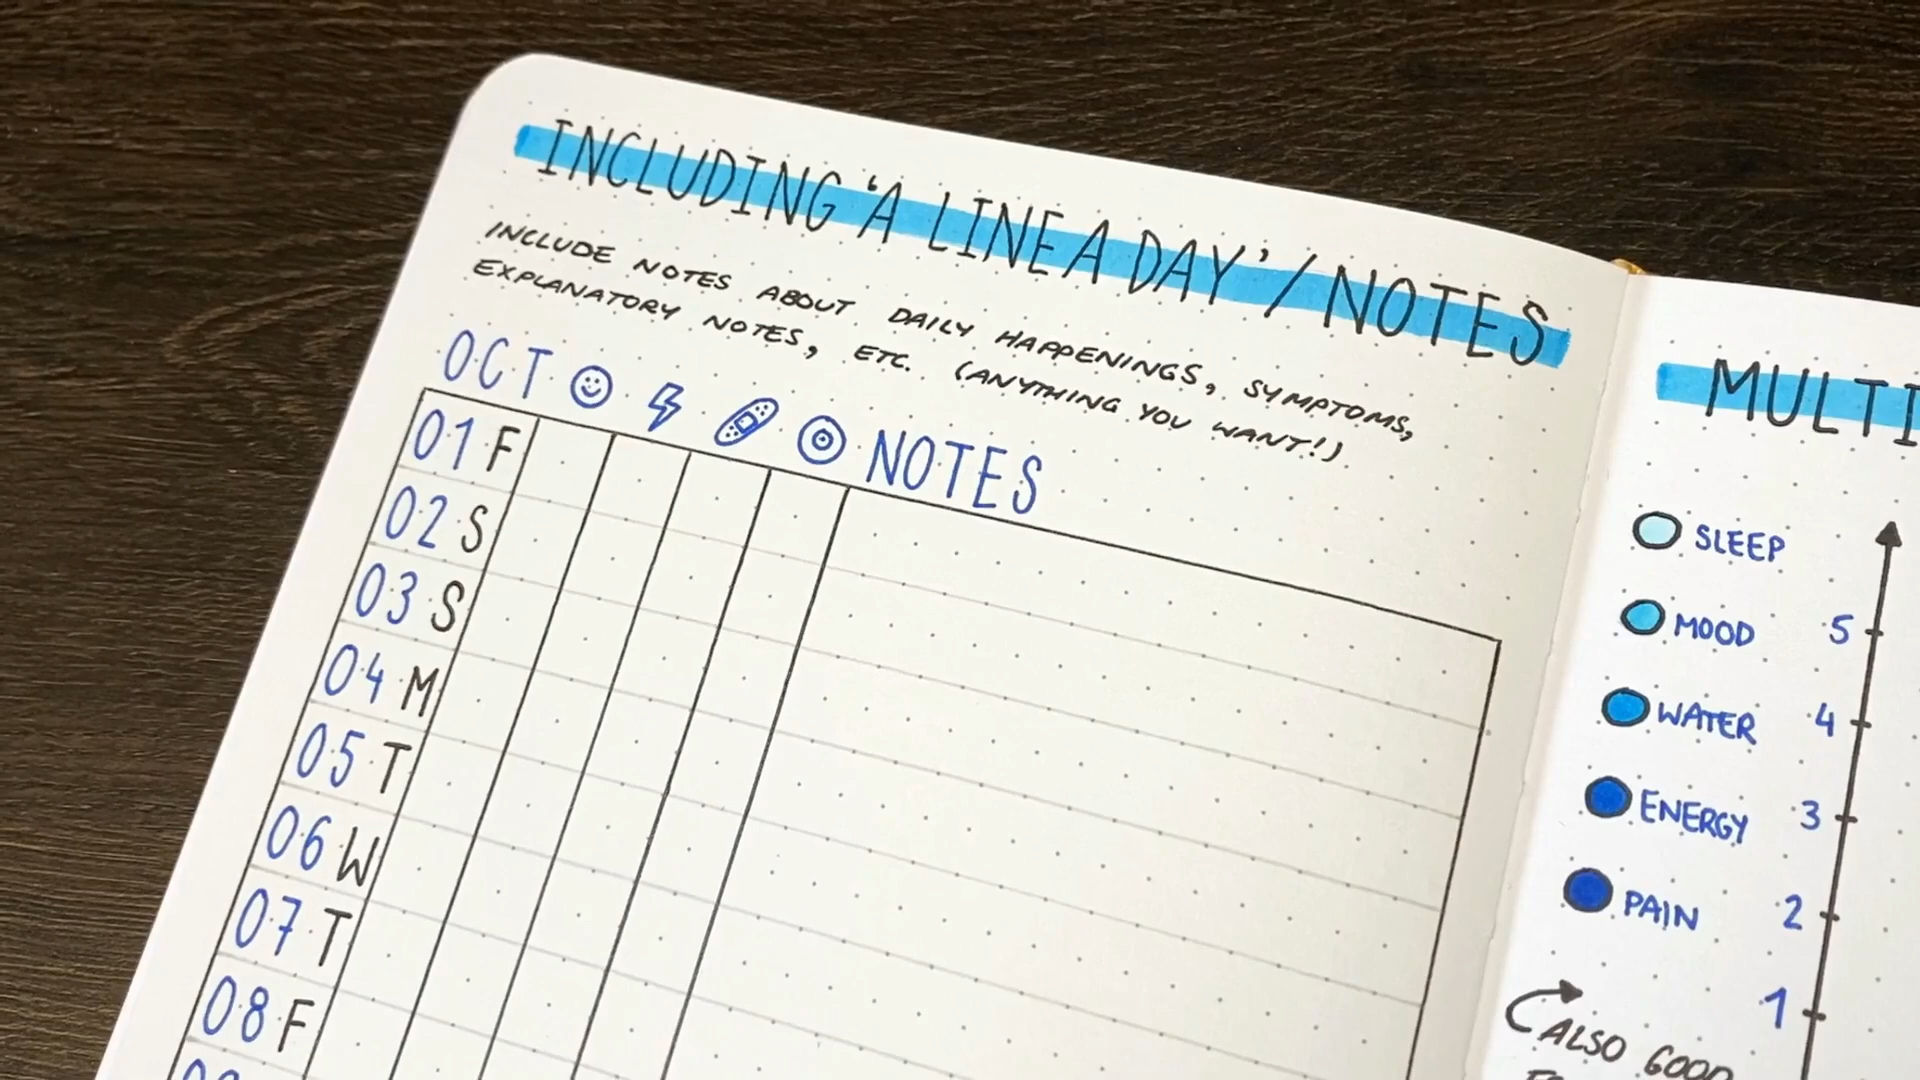 INCLUDING 'A LINE A DAY' / NOTES
INCLUDE NOTES ABOUT DAILY HAPPENINGS, SYMPTOMS,
EXPLANATORY NOTES, ETC. (ANYTHING YOU WANT!)
OCT NOTES
01 F
02 S
03 S
04 M
05 T
06 W
07 T
08 F
MULTI
SLEEP
MOOD
WATER
ENERGY
PAIN
5
4
3
2
1
ALSO GOOD